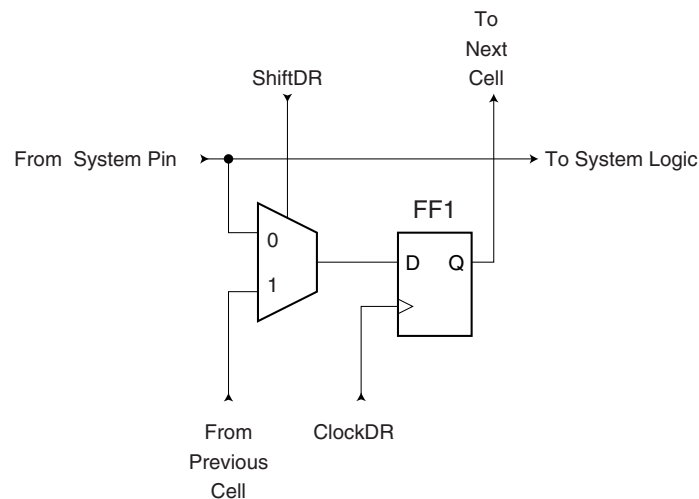 To
Next
Cell
ShiftDR
From System Pin
To System Logic
FF1
0
D Q
1
From
Previous
Cell
ClockDR